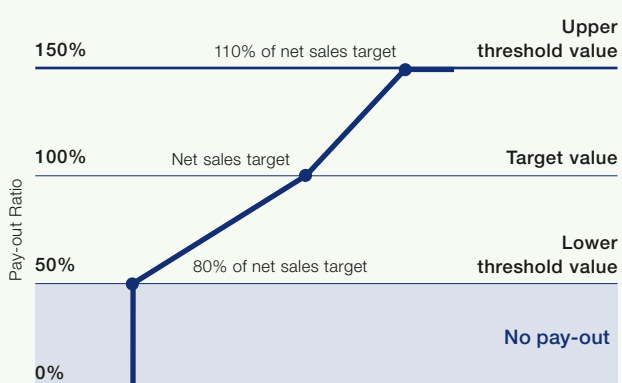 Upper
150%
110% of net sales target
threshold value
100%
Net sales target
Target value
Pay-out Ratio
Lower
50%
80% of net sales target
threshold value
No pay-out
0%